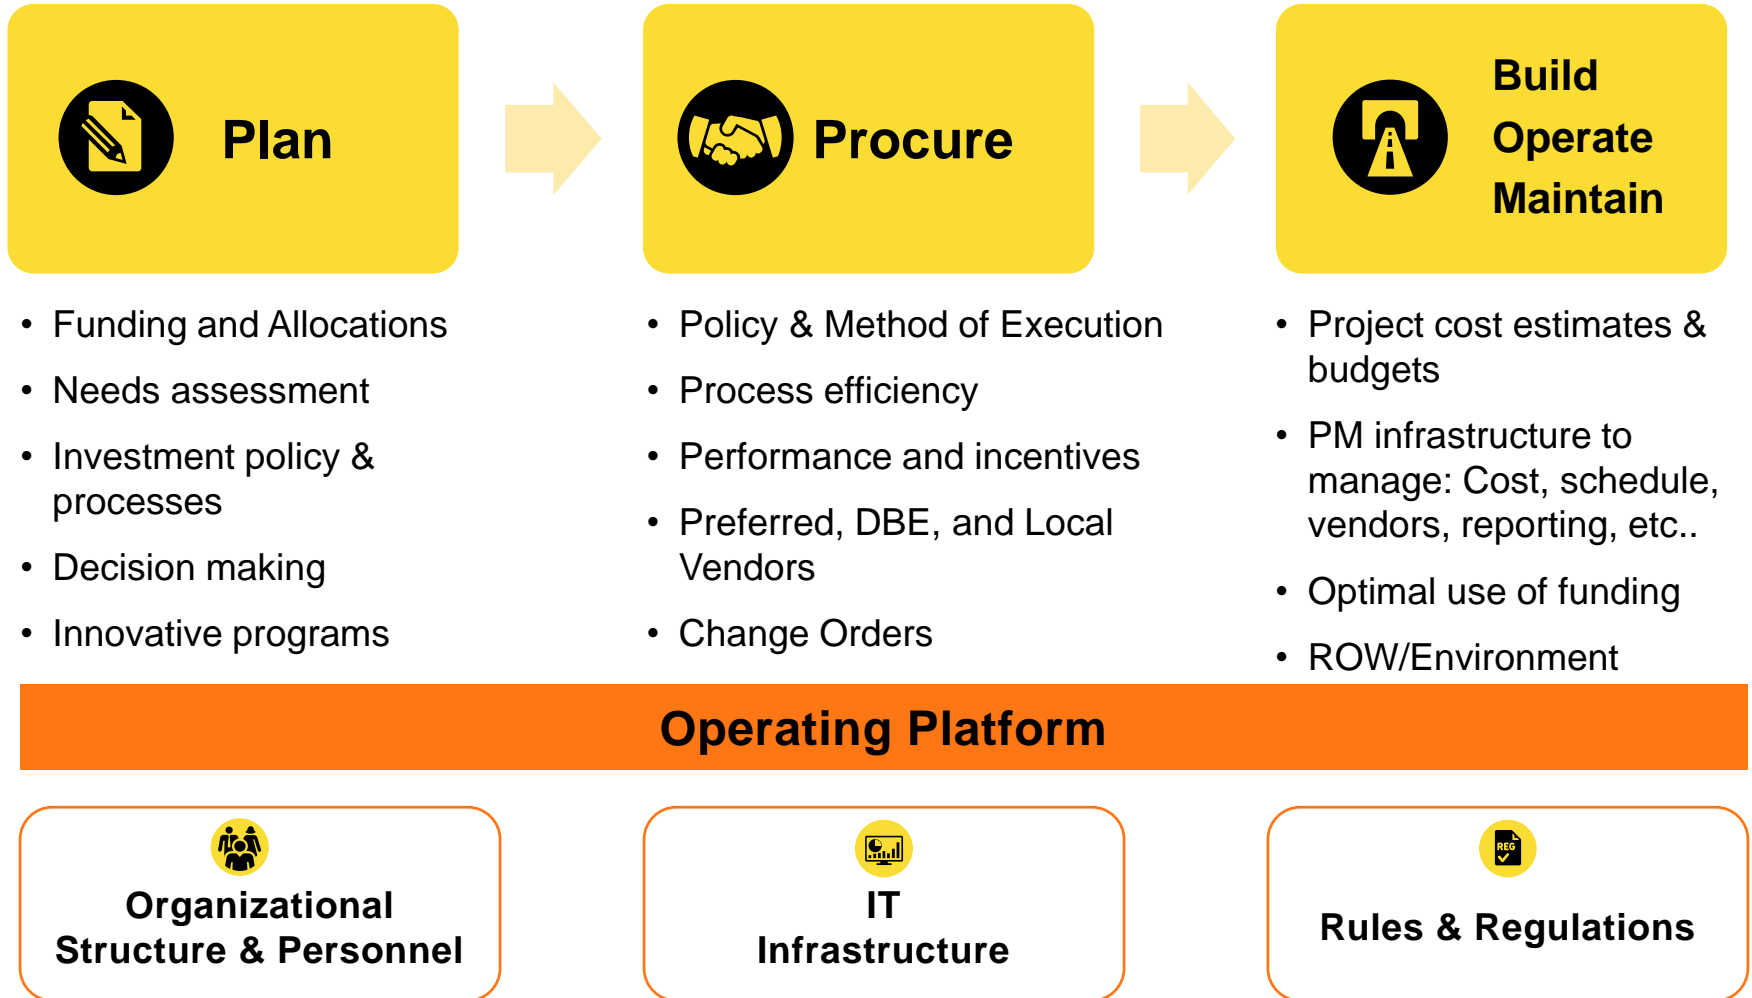 Plan
Procure
Build
Operate
Maintain
• Funding and Allocations
• Needs assessment
• Investment policy &
processes
• Decision making
• Innovative programs
• Policy & Method of Execution
• Process efficiency
• Performance and incentives
• Preferred, DBE, and Local
Vendors
• Change Orders
• Project cost estimates &
budgets
• PM infrastructure to
manage: Cost, schedule,
vendors, reporting, etc..
• Optimal use of funding
• ROW/Environment
Operating Platform
Organizational
Structure & Personnel
IT
Infrastructure
REG
Rules & Regulations